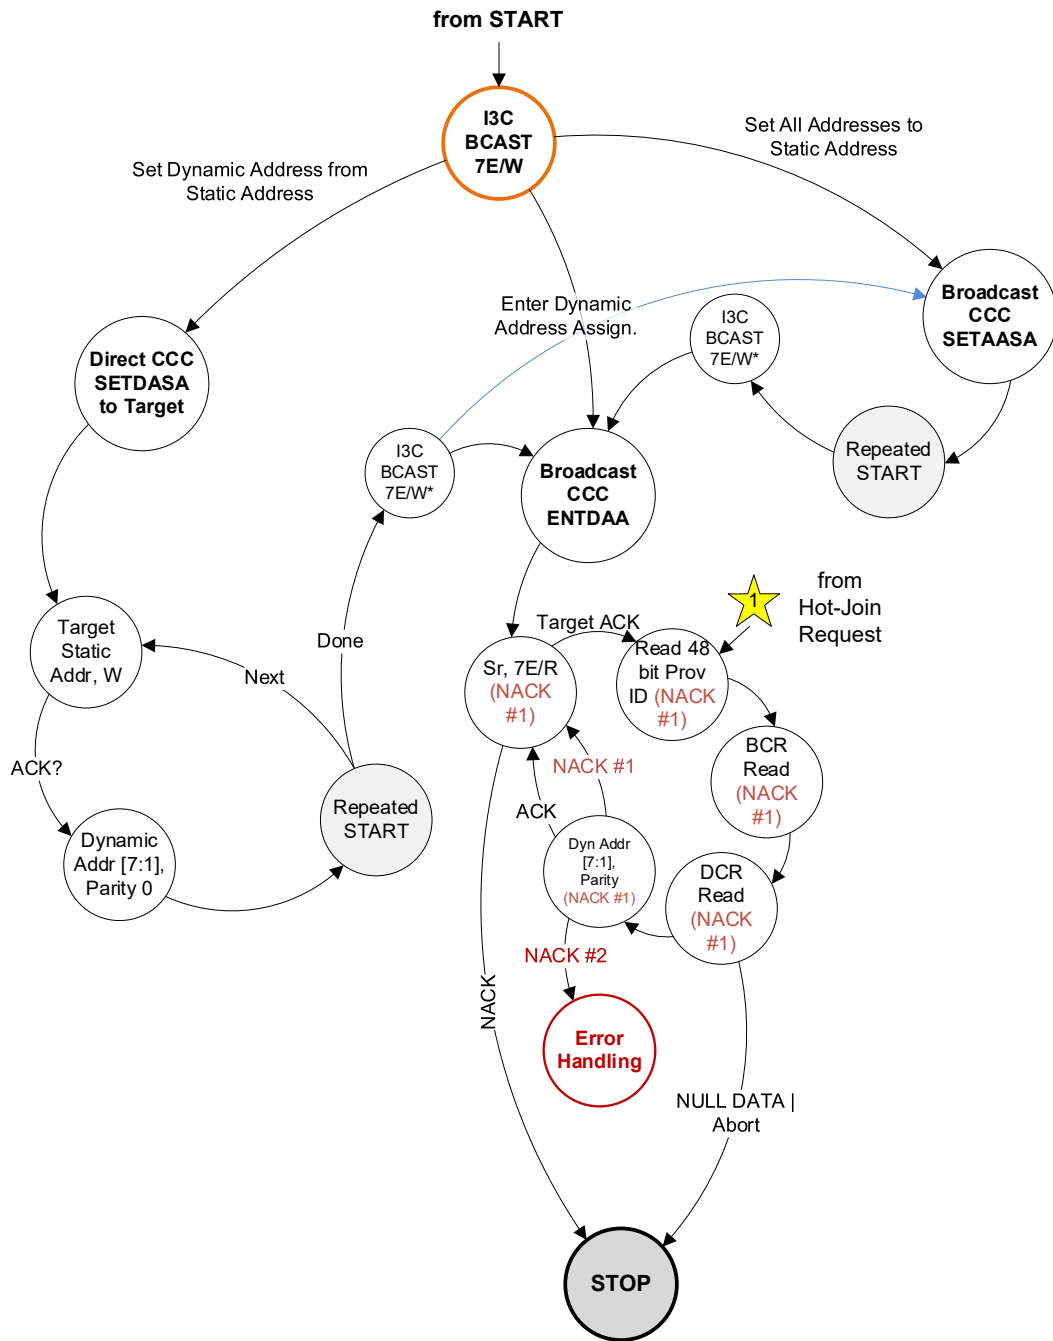 from START
I3C
BCAST
7E/W
Set All Addresses to
Static Address
Set Dynamic Address from
Static Address
Broadcast
CCC
SETAASA
Enter Dynamic
Address Assign.
I3C
BCAST
7E/W*
Direct CCC
SETDASA
to Target
Repeated
START
I3C
BCAST
7E/W*
Broadcast
CCC
ENTDAA
1
from
Hot-Join
Request
Target
Static
Addr, W
Done
Next
Target ACK
Sr, 7E/R
(NACK
#1)
Read 48
bit Prov
ID (NACK
#1)
BCR
Read
(NACK
#1)
ACK?
NACK #1
ACK
Repeated
START
Dynamic
Addr [7:1],
Parity 0
Dyn Addr
[7:1],
Parity
(NACK #1)
DCR
Read
(NACK
#1)
NACK #2
NACK
Error
Handling
NULL DATA |
Abort
STOP